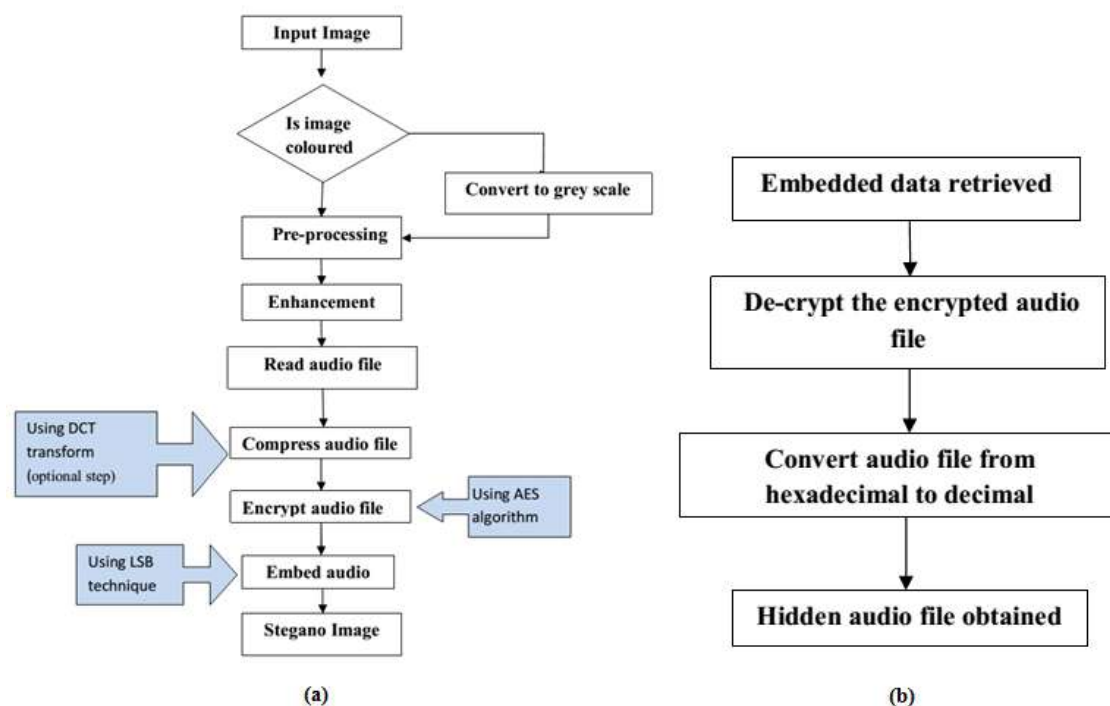 Input Image
Is image
coloured
Convert to grey scale
Pre-processing
Enhancement
Read audio file
Using DCT
transform
(optional step)
Compress audio file
Encrypt audio file
Using AES
algorithm
Using LSB
technique
Embed audio
Stegano Image
(a)
Embedded data retrieved
De-crypt the encrypted audio
file
Convert audio file from
hexadecimal to decimal
Hidden audio file obtained
(b)